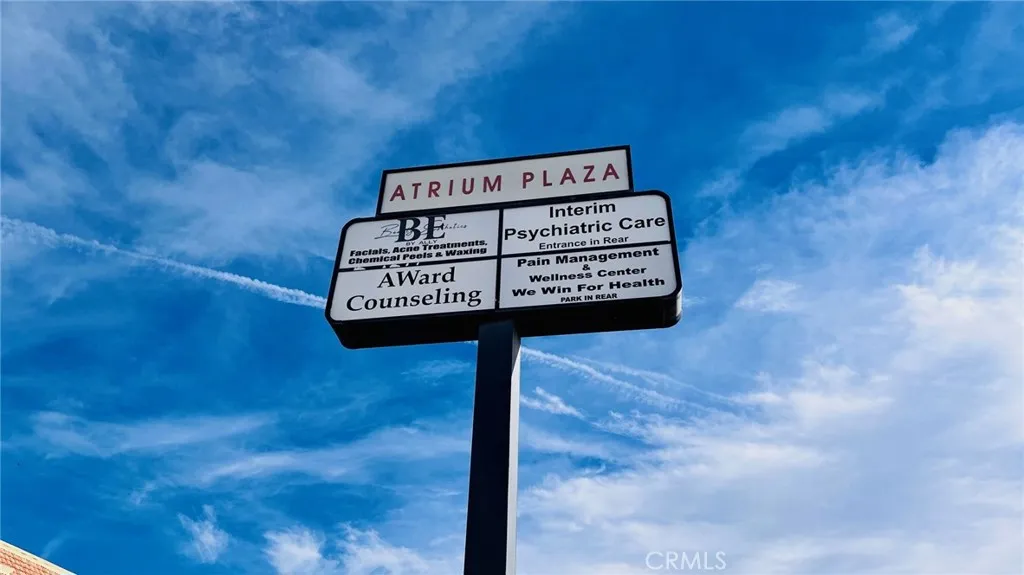 ATRIUM PLAZA
BE
BY ALLY
Facials, Acne Treatments,
Chemical Peels & Waxing
Interim
Psychiatric Care
Entrance in Rear
AWard
Counseling
Pain Management
&
Wellness Center
We Win For Health
PARK IN REAR
CRMLS